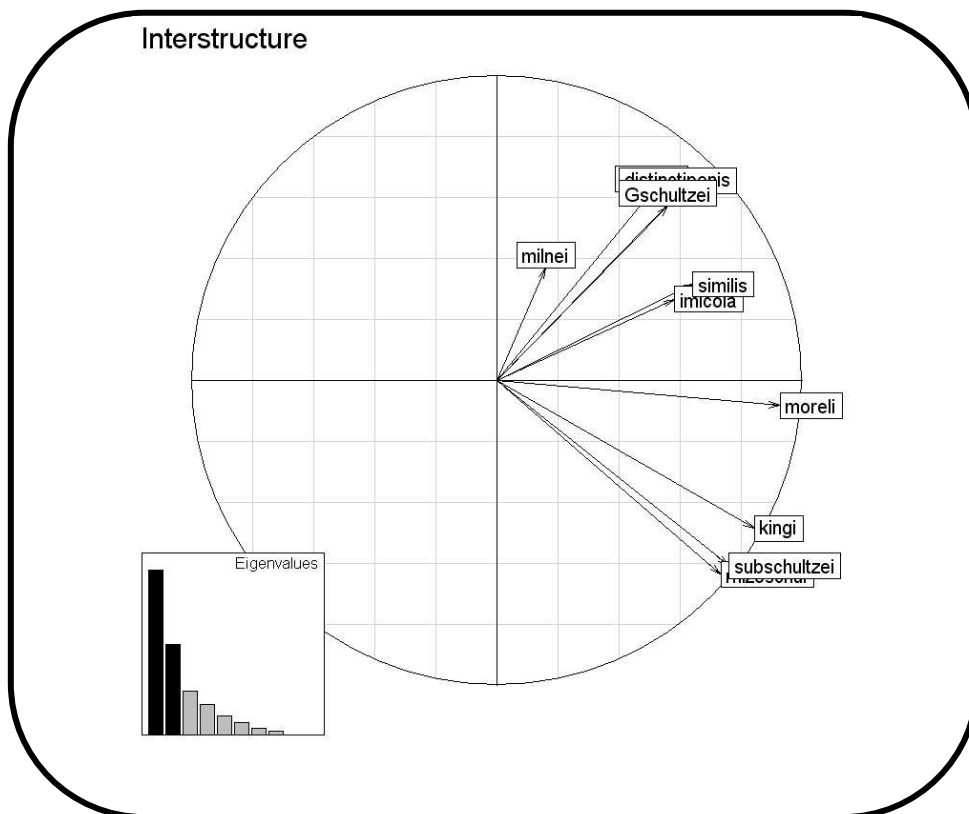 Interstructure
Gschultzei
milnei
similis
imicola
moreli
kingi
subschultzei
Eigenvalues